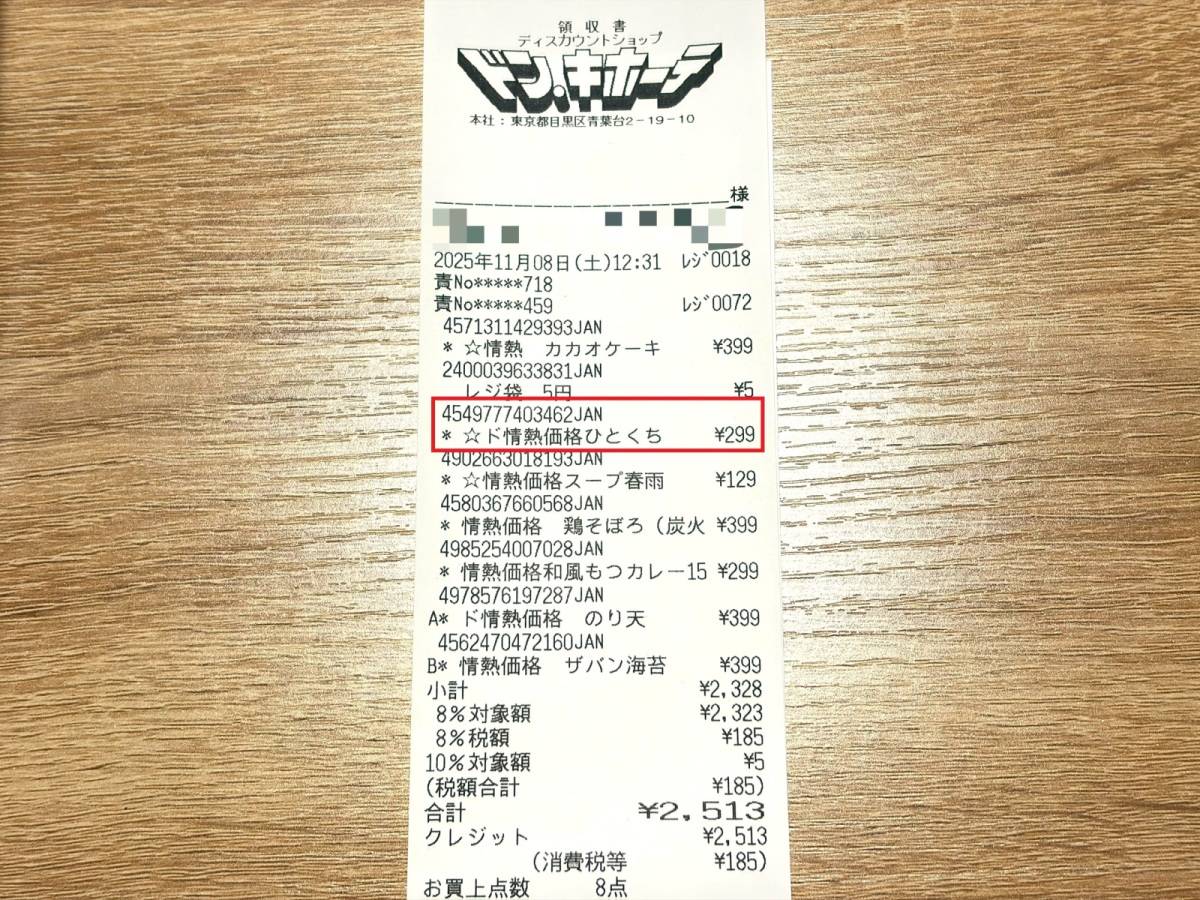 領収書
ディスカウントショップ
ドン.キホーテ
本社:東京都目黒区青葉台2-19-10
様
2025年11月08日(土)12:31 レジ0018
責No*****718
責No*****459 レジ0072
4571311429393JAN
* ☆情熱 カカオケーキ ¥399
2400039633831JAN
レジ袋 5円 ¥5
4549777403462JAN
* ☆ド情熱価格ひとくち ¥299
4902663018193JAN
* ☆情熱価格スープ春雨 ¥129
4580367660568JAN
* 情熱価格 鶏そぼろ(炭火 ¥399
4985254007028JAN
* 情熱価格和風もつカレー15 ¥299
4978576197287JAN
A* ド情熱価格 のり天 ¥399
4562470472160JAN
B* 情熱価格 ザバン海苔 ¥399
小計 ¥2,328
8%対象額 ¥2,323
8%税額 ¥185
10%対象額 ¥5
(税額合計 ¥185)
合計 ¥2,513
クレジット ¥2,513
(消費税等 ¥185)
お買上点数 8点